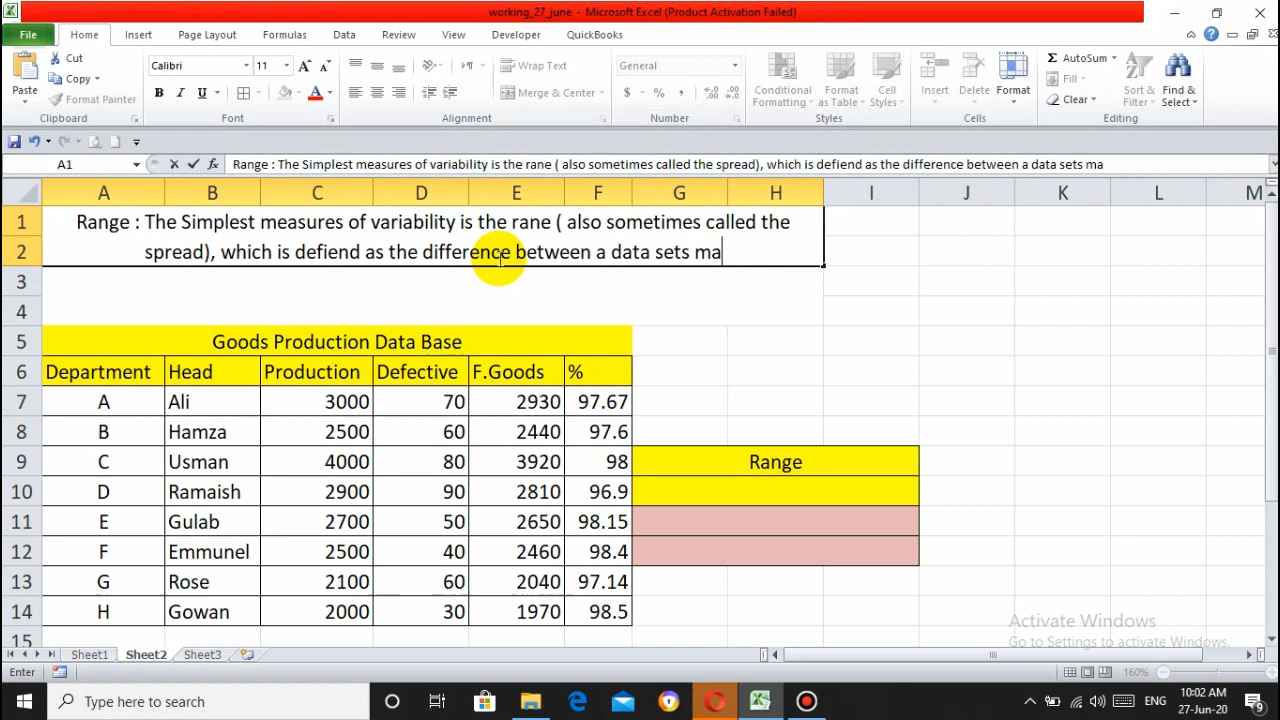 working_27_june - Microsoft Excel (Product Activation Failed)
File Home Insert Page Layout Formulas Data Review View Developer QuickBooks
Paste Cut Copy Format Painter Clipboard
Calibri 11 B I U Font
Wrap Text Merge & Center Alignment
General $ % , Number
Conditional Formatting Format as Table Cell Styles Styles
Insert Delete Format Cells
AutoSum Fill Clear Sort & Filter Find & Select Editing
A1 fx Range : The Simplest measures of variability is the rane ( also sometimes called the spread), which is defiend as the difference between a data sets ma
A B C D E F G H I J K L M
1 Range : The Simplest measures of variability is the rane ( also sometimes called the
2 spread), which is defiend as the difference between a data sets ma
3
4
5 Goods Production Data Base
6 Department Head Production Defective F.Goods %
7 A Ali 3000 70 2930 97.67
8 B Hamza 2500 60 2440 97.6
9 C Usman 4000 80 3920 98 Range
10 D Ramaish 2900 90 2810 96.9
11 E Gulab 2700 50 2650 98.15
12 F Emmunel 2500 40 2460 98.4
13 G Rose 2100 60 2040 97.14
14 H Gowan 2000 30 1970 98.5
15
Activate Windows
Go to Settings to activate Windows.
Sheet1 Sheet2 Sheet3
Enter 160%
Type here to search
ENG 10:02 AM
27-Jun-20